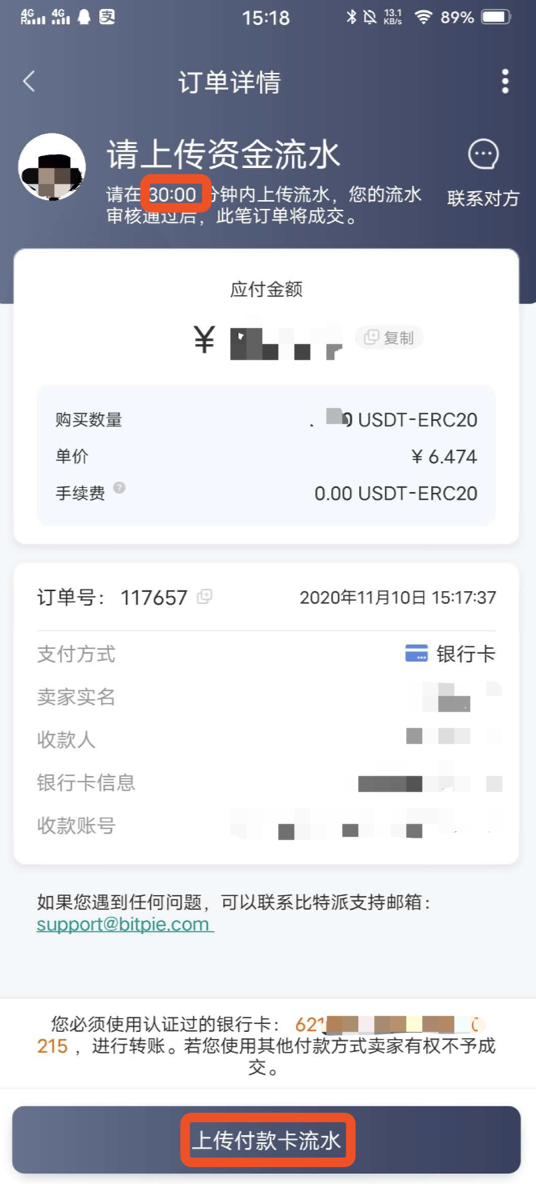 4G 4G 支 15:18 13.1 KB/s 89%
订单详情
请上传资金流水
请在 30:00 分钟内上传流水，您的流水
审核通过后，此笔订单将成交。
联系对方
应付金额
¥ 复制
购买数量 0 USDT-ERC20
单价 ¥ 6.474
手续费 ? 0.00 USDT-ERC20
订单号： 117657 2020年11月10日 15:17:37
支付方式 银行卡
卖家实名
收款人
银行卡信息
收款账号
如果您遇到任何问题，可以联系比特派支持邮箱：
support@bitpie.com
您必须使用认证过的银行卡： 621
215 ，进行转账。若您使用其他付款方式卖家有权不予成
交。
上传付款卡流水